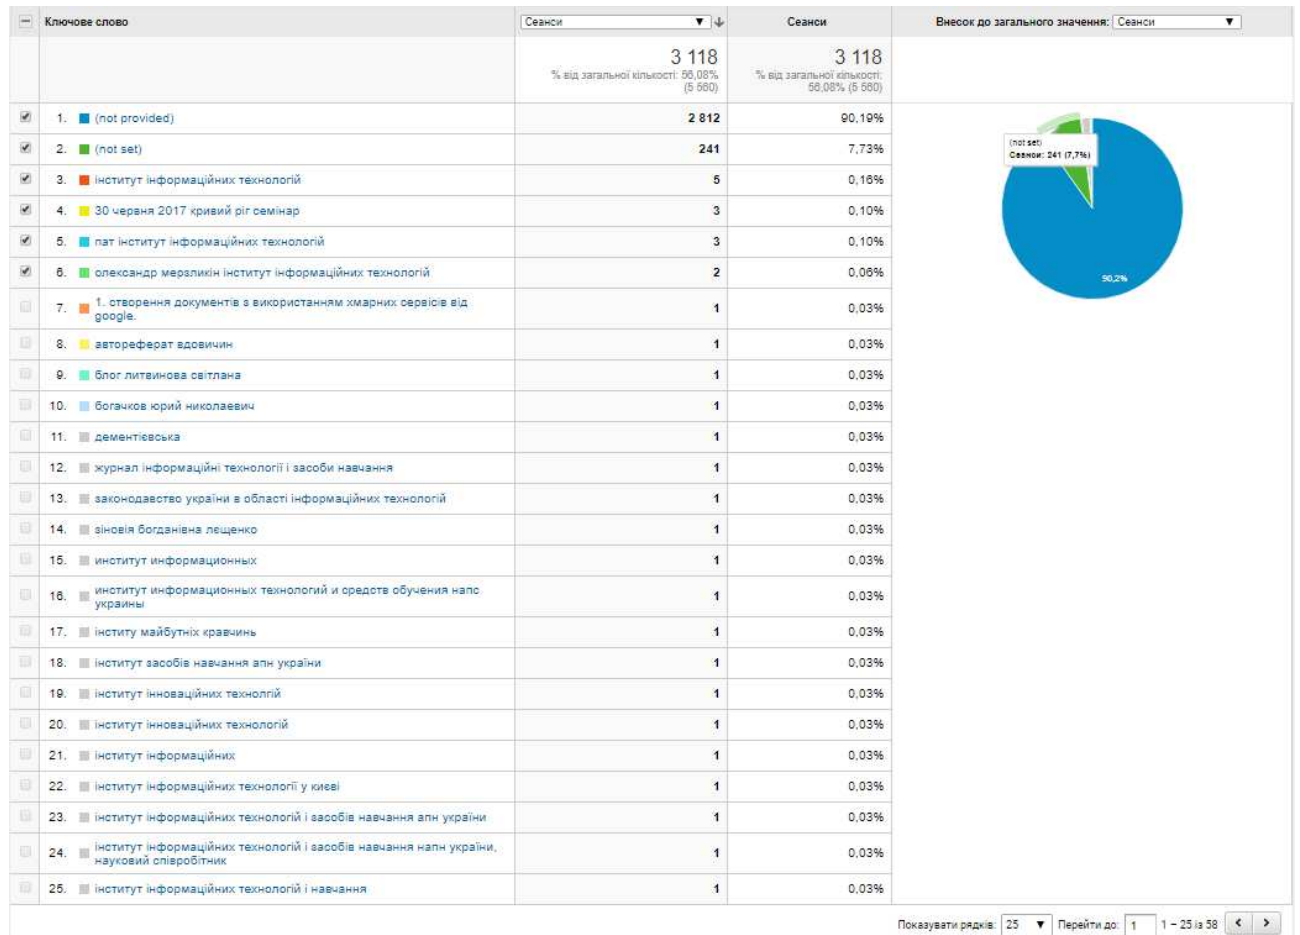 Ключове слово
Сеанси
Сеанси
Внесок до загального значення: Сеанси
3 118
% від загальної кількості: 56,08%
(5 560)
3 118
% від загальної кількості:
56,08% (5 560)
1. (not provided) 2 812 90,19%
2. (not set) 241 7,73%
3. інститут інформаційних технологій 5 0,16%
4. 30 червня 2017 кривий ріг семінар 3 0,10%
5. пат інститут інформаційних технологій 3 0,10%
6. олександр мерзликін інститут інформаційних технологій 2 0,06%
7. 1. створення документів з використанням хмарних сервісів від
google. 1 0,03%
8. автореферат вдовичин 1 0,03%
9. блог литвинова світлана 1 0,03%
10. богачков юрий николаевич 1 0,03%
11. дементієвська 1 0,03%
12. журнал інформаційні технології і засоби навчання 1 0,03%
13. законодавство україни в області інформаційних технологій 1 0,03%
14. зіновія богданівна лещенко 1 0,03%
15. институт информационных 1 0,03%
16. институт информационных технологий и средств обучения напс
украины 1 0,03%
17. institу майбутніх кравчинь 1 0,03%
18. інститут засобів навчання апн україни 1 0,03%
19. інститут інноваційних технолгій 1 0,03%
20. інститут інноваційних технологій 1 0,03%
21. інститут інформаційних 1 0,03%
22. інститут інформаційних технології у києві 1 0,03%
23. інститут інформаційних технологій і засобів навчання апн україни 1 0,03%
24. інститут інформаційних технологій і засобів навчання напн україни,
науковий співробітник 1 0,03%
25. інститут інформаційних технологій і навчання 1 0,03%
(not set)
Сеанси: 241 (7,7%)
90,2%
Показувати рядків: 25 Перейти до: 1 1 – 25 із 58